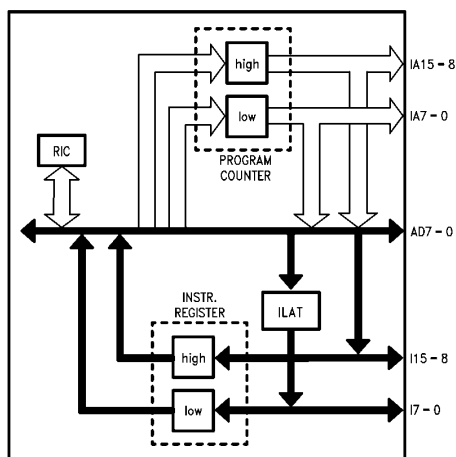 high
IA15-8
low
IA7-0
RIC
PROGRAM
COUNTER
AD7-0
INSTR.
REGISTER
ILAT
high
I15-8
low
I7-0